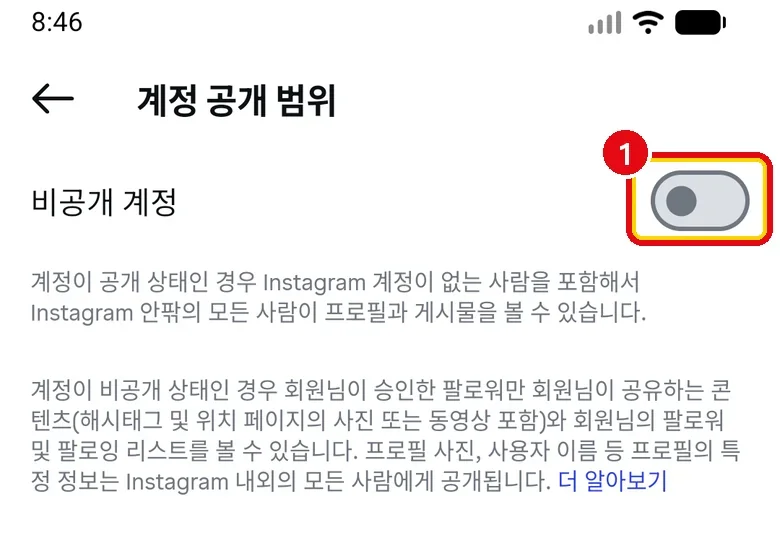 8:46
계정 공개 범위
1
비공개 계정
계정이 공개 상태인 경우 Instagram 계정이 없는 사람을 포함해서
Instagram 안팎의 모든 사람이 프로필과 게시물을 볼 수 있습니다.
계정이 비공개 상태인 경우 회원님이 승인한 팔로워만 회원님이 공유하는 콘
텐츠(해시태그 및 위치 페이지의 사진 또는 동영상 포함)와 회원님의 팔로워
및 팔로잉 리스트를 볼 수 있습니다. 프로필 사진, 사용자 이름 등 프로필의 특
정 정보는 Instagram 내외의 모든 사람에게 공개됩니다. 더 알아보기